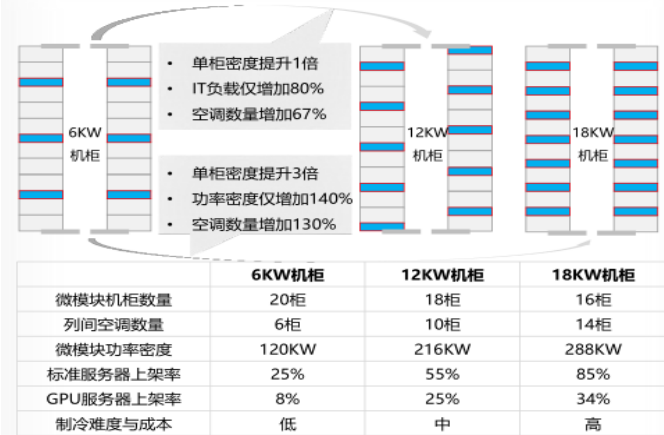 • 单柜密度提升1倍
• IT负载仅增加80%
• 空调数量增加67%
6KW
机柜
12KW
机柜
18KW
机柜
• 单柜密度提升3倍
• 功率密度仅增加140%
• 空调数量增加130%
6KW机柜 12KW机柜 18KW机柜
微模块机柜数量 20柜 18柜 16柜
列间空调数量 6柜 10柜 14柜
微模块功率密度 120KW 216KW 288KW
标准服务器上架率 25% 55% 85%
GPU服务器上架率 8% 25% 34%
制冷难度与成本 低 中 高